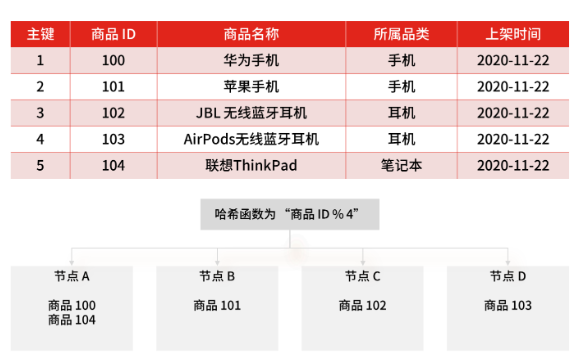 主键 商品 ID 商品名称 所属品类 上架时间
1 100 华为手机 手机 2020-11-22
2 101 苹果手机 手机 2020-11-22
3 102 JBL 无线蓝牙耳机 耳机 2020-11-22
4 103 AirPods无线蓝牙耳机 耳机 2020-11-22
5 104 联想ThinkPad 笔记本 2020-11-22
哈希函数为 “商品 ID % 4”
节点 A 节点 B 节点 C 节点 D
商品 100 商品 101 商品 102 商品 103
商品 104